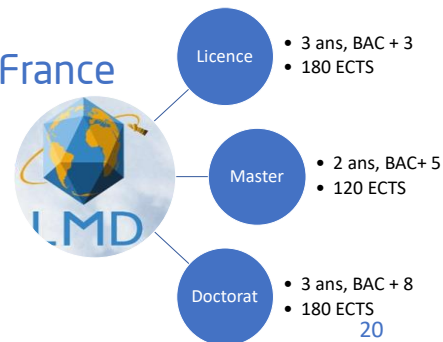 France
LMD
Licence
• 3 ans, BAC + 3
• 180 ECTS
Master
• 2 ans, BAC+ 5
• 120 ECTS
Doctorat
• 3 ans, BAC + 8
• 180 ECTS
20